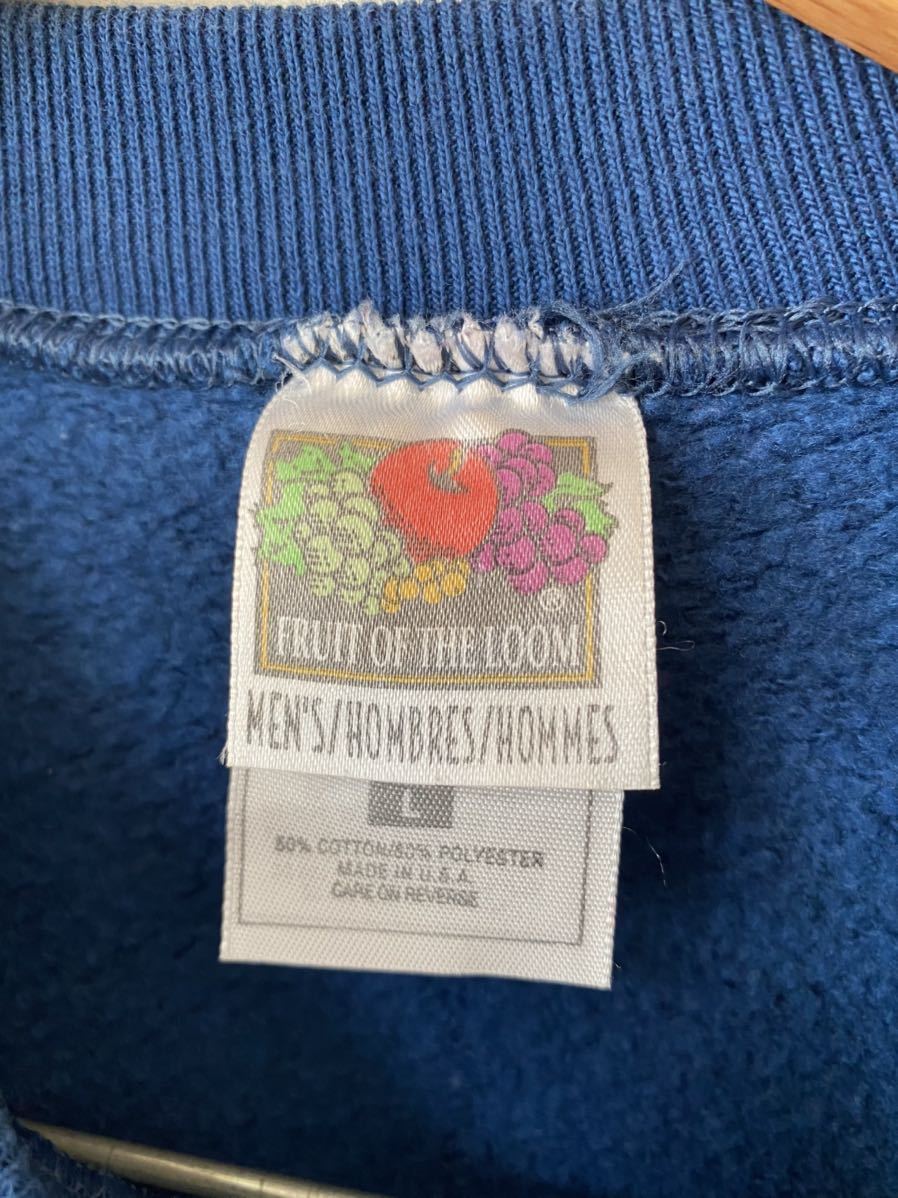 ®
FRUIT OF THE LOOM
MEN'S/HOMBRES/HOMMES
L
50% COTTON/50% POLYESTER
MADE IN U.S.A.
CARE ON REVERSE